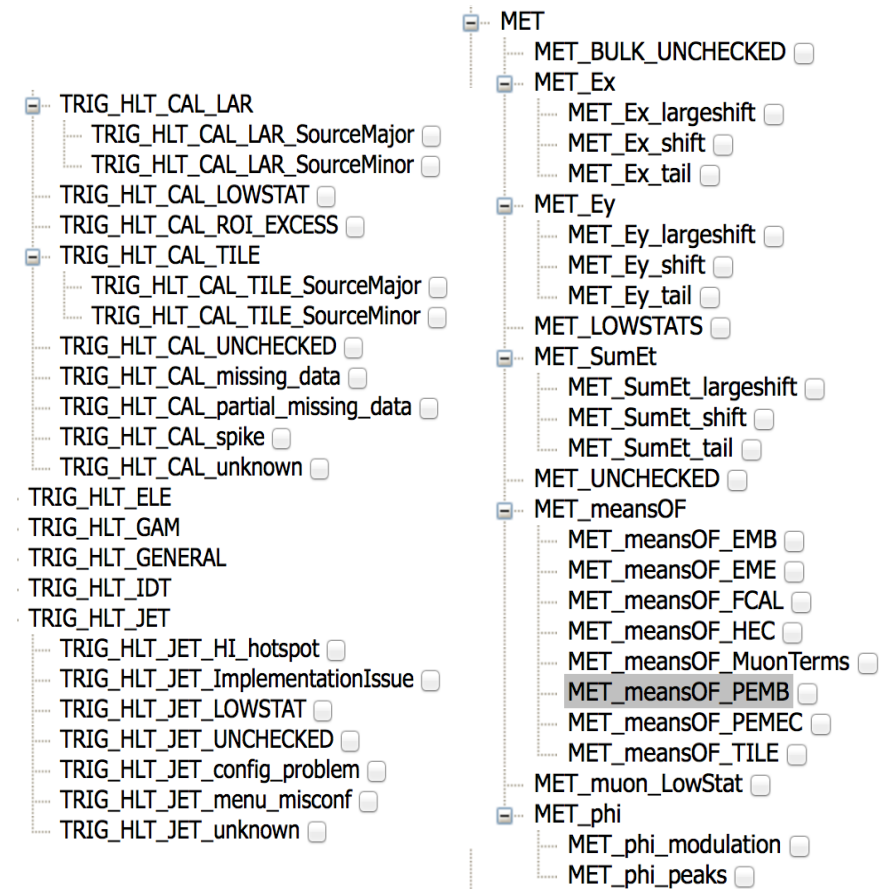 TRIG_HLT_CAL_LAR
TRIG_HLT_CAL_LAR_SourceMajor
TRIG_HLT_CAL_LAR_SourceMinor
TRIG_HLT_CAL_LOWSTAT
TRIG_HLT_CAL_ROI_EXCESS
TRIG_HLT_CAL_TILE
TRIG_HLT_CAL_TILE_SourceMajor
TRIG_HLT_CAL_TILE_SourceMinor
TRIG_HLT_CAL_UNCHECKED
TRIG_HLT_CAL_missing_data
TRIG_HLT_CAL_partial_missing_data
TRIG_HLT_CAL_spike
TRIG_HLT_CAL_unknown
TRIG_HLT_ELE
TRIG_HLT_GAM
TRIG_HLT_GENERAL
TRIG_HLT_IDT
TRIG_HLT_JET
TRIG_HLT_JET_HI_hotspot
TRIG_HLT_JET_ImplementationIssue
TRIG_HLT_JET_LOWSTAT
TRIG_HLT_JET_UNCHECKED
TRIG_HLT_JET_config_problem
TRIG_HLT_JET_menu_misconf
TRIG_HLT_JET_unknown
MET
MET_BULK_UNCHECKED
MET_Ex
MET_Ex_largeshift
MET_Ex_shift
MET_Ex_tail
MET_Ey
MET_Ey_largeshift
MET_Ey_shift
MET_Ey_tail
MET_LOWSTATS
MET_SumEt
MET_SumEt_largeshift
MET_SumEt_shift
MET_SumEt_tail
MET_UNCHECKED
MET_meansOF
MET_meansOF_EMB
MET_meansOF_EME
MET_meansOF_FCAL
MET_meansOF_HEC
MET_meansOF_MuonTerms
MET_meansOF_PEMB
MET_meansOF_PEMEC
MET_meansOF_TILE
MET_muon_LowStat
MET_phi
MET_phi_modulation
MET_phi_peaks